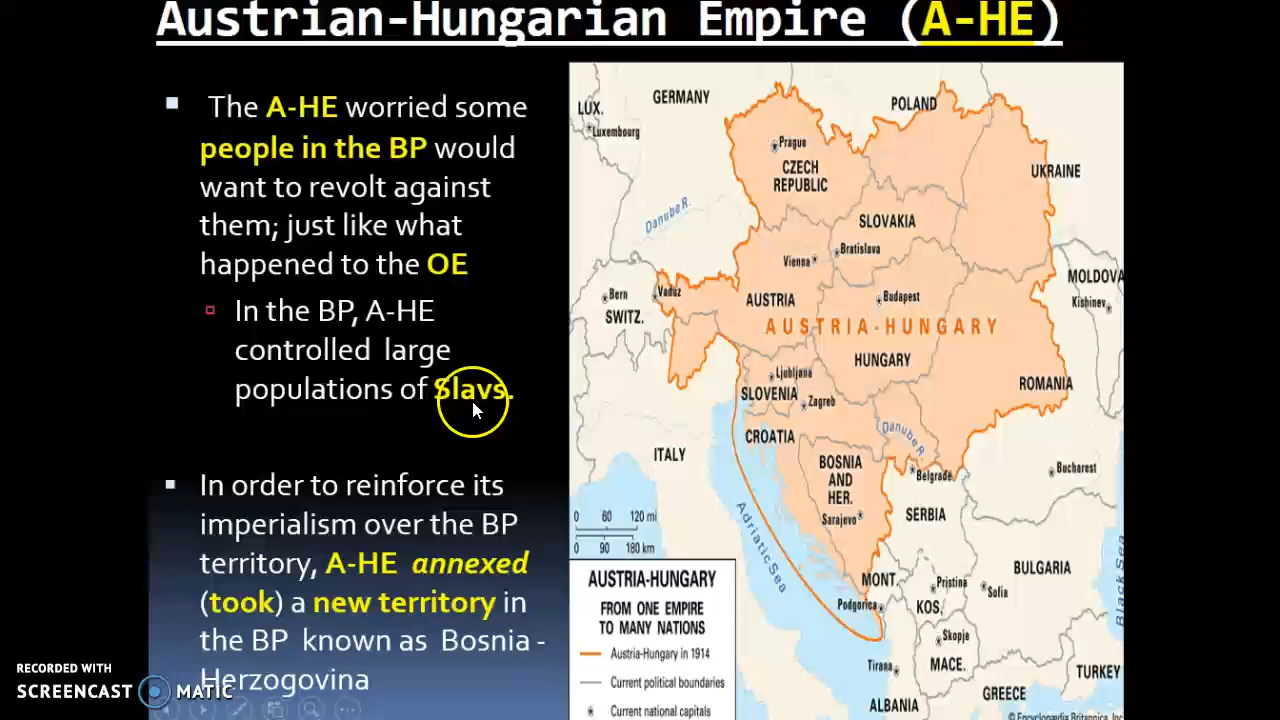 Austrian-Hungarian Empire (A-HE)
The A-HE worried some
people in the BP would
want to revolt against
them; just like what
happened to the OE
In the BP, A-HE
controlled large
populations of Slavs.
In order to reinforce its
imperialism over the BP
territory, A-HE annexed
(took) a new territory in
the BP known as Bosnia -
Herzogovina
LUX.
Luxembourg
GERMANY
POLAND
Prague
CZECH
REPUBLIC
UKRAINE
Danube R.
SLOVAKIA
Vienna
Bratislava
MOLDOVA
Kishinev
Bern
Vaduz
SWITZ.
AUSTRIA
Budapest
AUSTRIA-HUNGARY
HUNGARY
Ljubljana
SLOVENIA
Zagreb
ROMANIA
CROATIA
Danube R.
ITALY
BOSNIA
AND
HER.
Sarajevo
Belgrade
Bucharest
SERBIA
0 60 120 mi
0 90 180 km
Adriatic Sea
Black Sea
MONT.
Podgorica
Pristina
KOS.
Sofia
BULGARIA
Skopje
MACE.
Tirana
ALBANIA
GREECE
TURKEY
AUSTRIA-HUNGARY
FROM ONE EMPIRE
TO MANY NATIONS
Austria-Hungary in 1914
Current political boundaries
Current national capitals
© Encyclopædia Britannica, Inc
RECORDED WITH
SCREENCAST MATIC